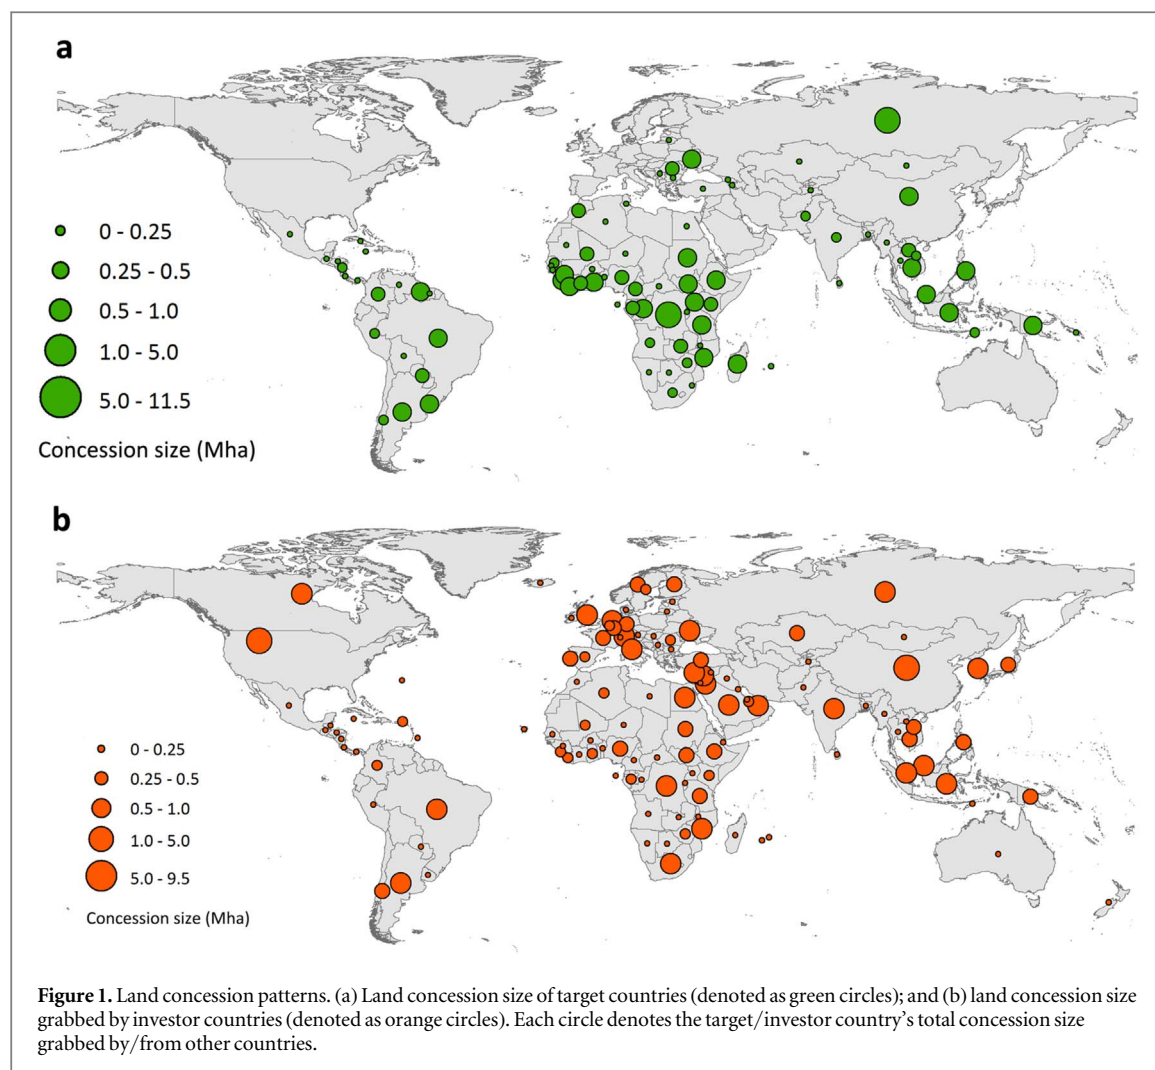 a
0 - 0.25
0.25 - 0.5
0.5 - 1.0
1.0 - 5.0
5.0 - 11.5
Concession size (Mha)
b
0 - 0.25
0.25 - 0.5
0.5 - 1.0
1.0 - 5.0
5.0 - 9.5
Concession size (Mha)
Figure 1. Land concession patterns. (a) Land concession size of target countries (denoted as green circles); and (b) land concession size
grabbed by investor countries (denoted as orange circles). Each circle denotes the target/investor country's total concession size
grabbed by/from other countries.